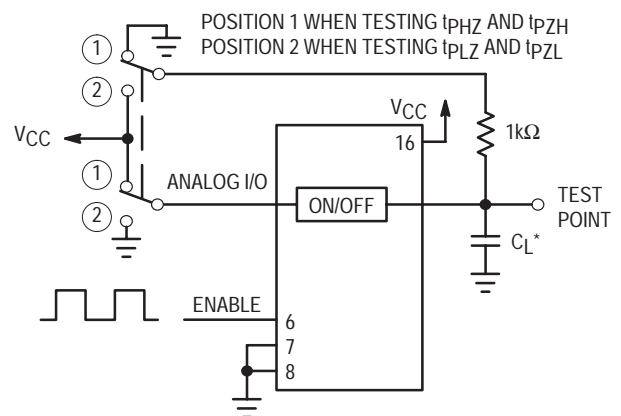 POSITION 1 WHEN TESTING tPHZ AND tPZH
POSITION 2 WHEN TESTING tPLZ AND tPZL
1
2
VCC
VCC
16
1kΩ
1
ANALOG I/O
ON/OFF
TEST
POINT
2
CL*
ENABLE
6
7
8